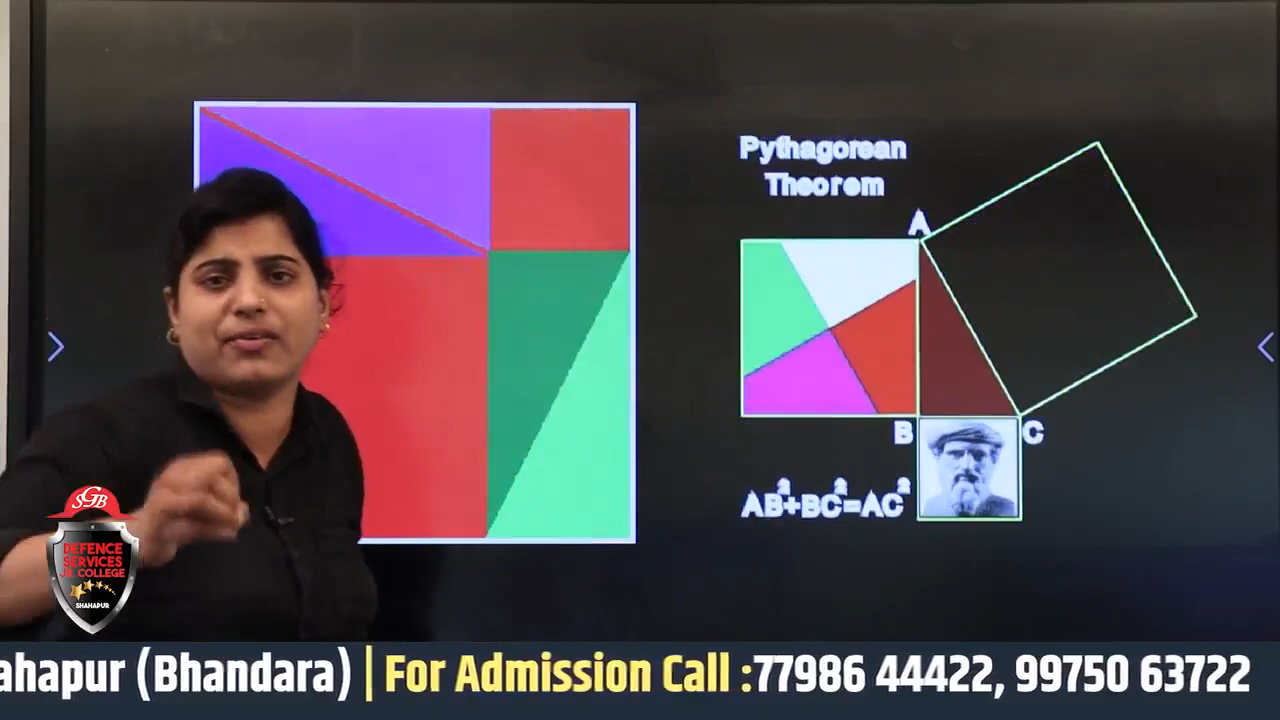 Pythagorean
Theorem
A
B
C
AB²+BC²=AC²
SGB
DEFENCE
SERVICES
JR. COLLEGE
SHAHAPUR
ahapur (Bhandara) | For Admission Call :77986 44422, 99750 63722